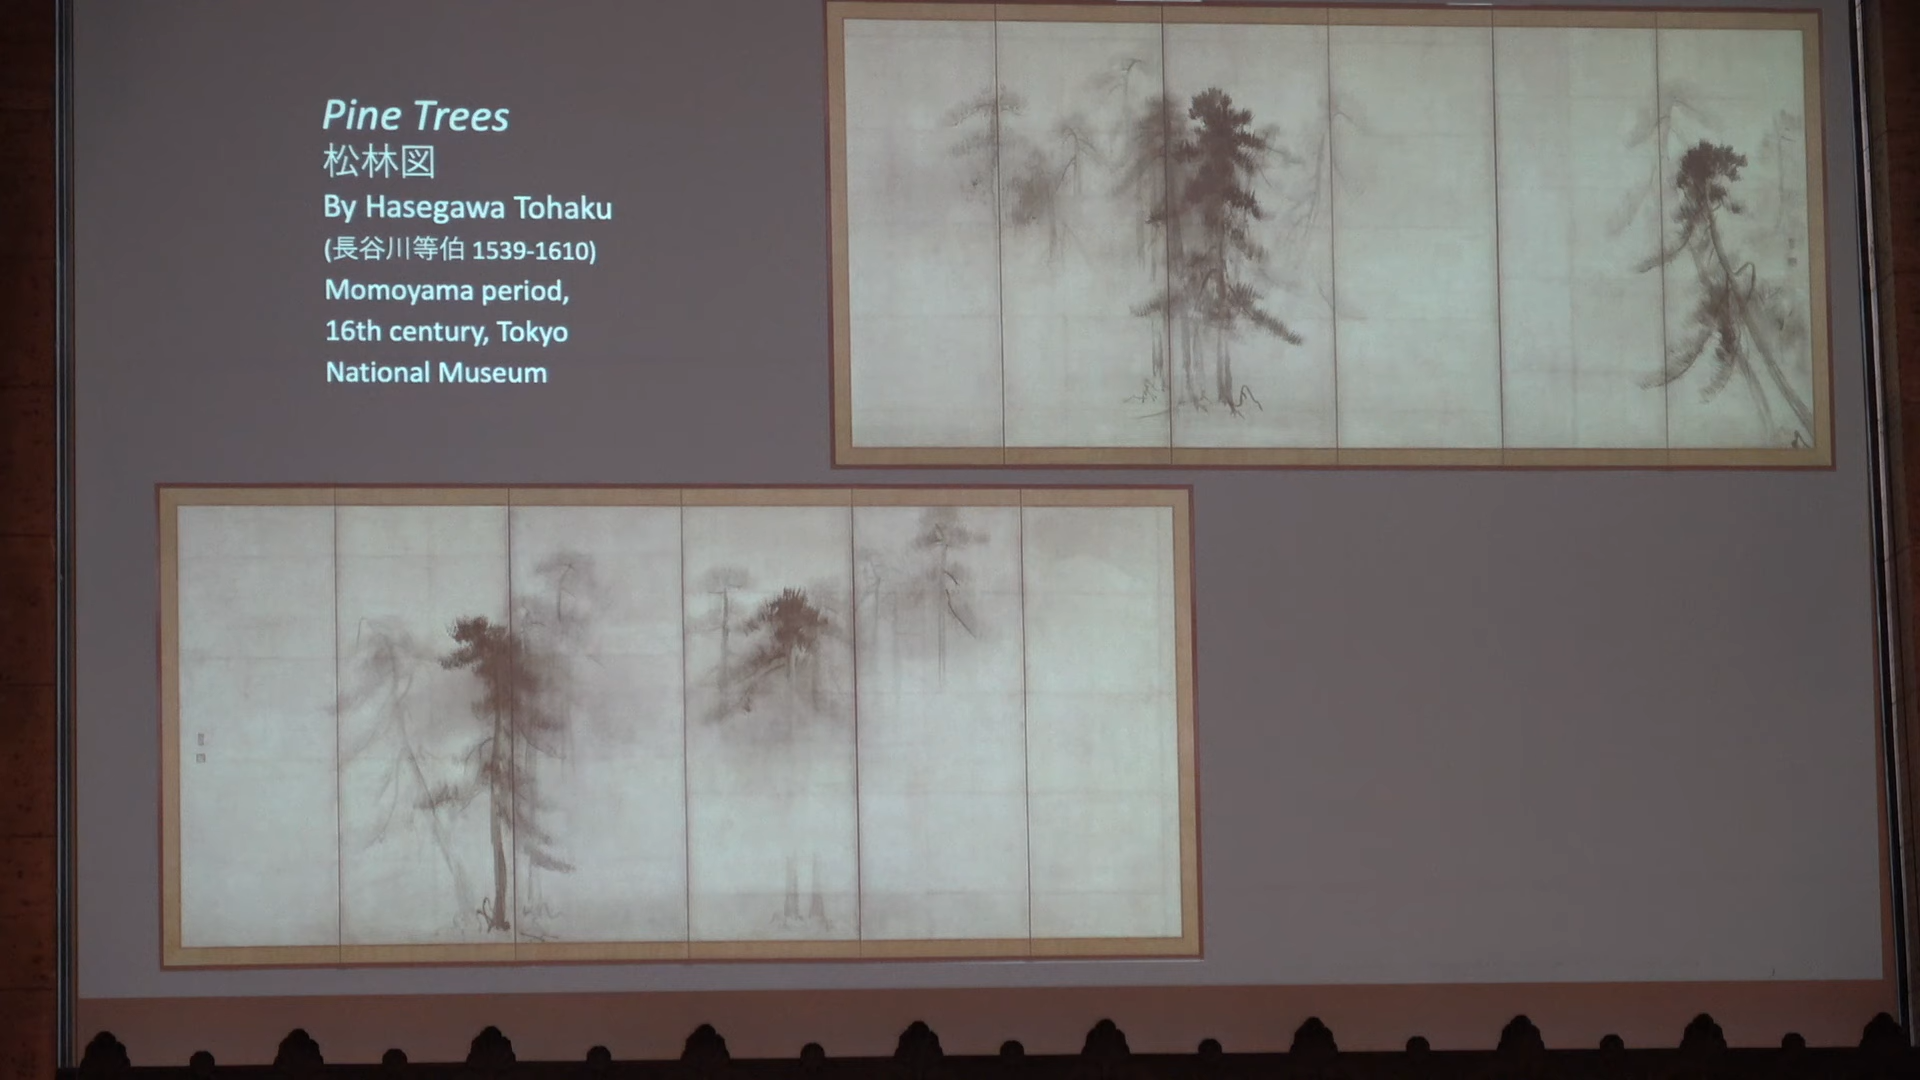 Pine Trees
松林図
By Hasegawa Tohaku
(長谷川等伯 1539-1610)
Momoyama period,
16th century, Tokyo
National Museum